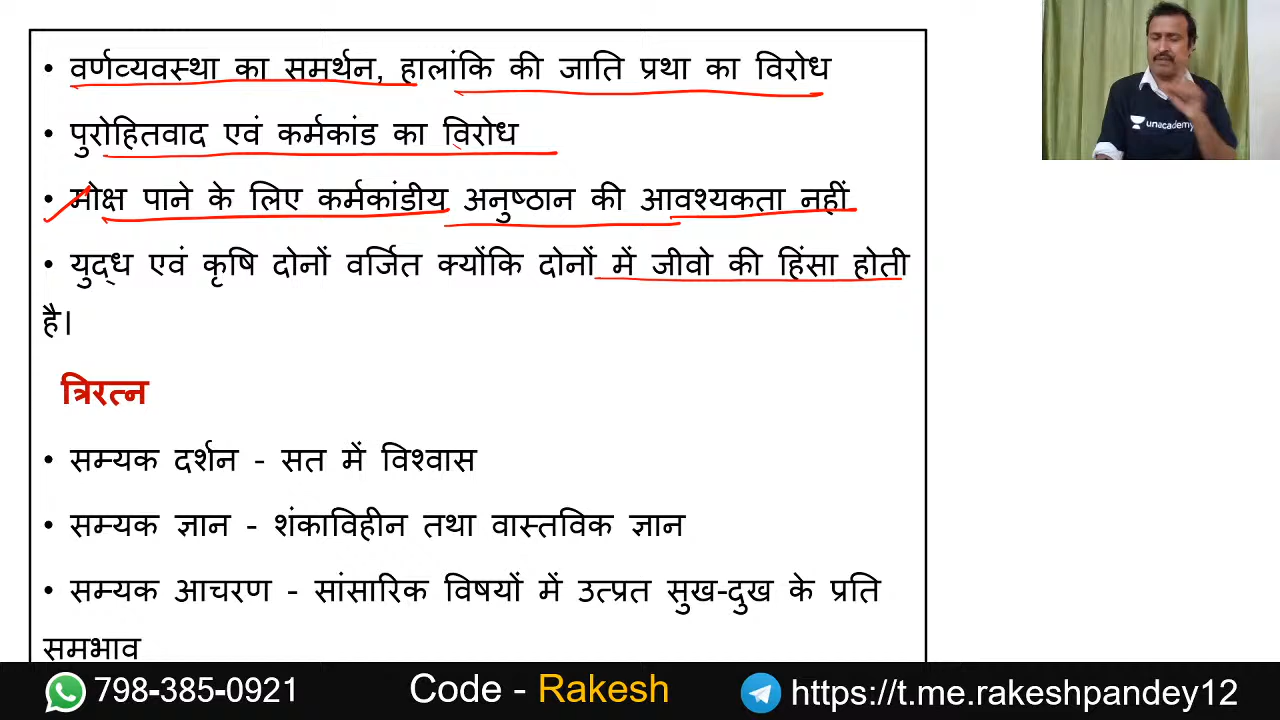 • वर्णव्यवस्था का समर्थन, हालांकि की जाति प्रथा का विरोध
unacademy
• पुरोहितवाद एवं कर्मकांड का विरोध
• मोक्ष पाने के लिए कर्मकांडीय अनुष्ठान की आवश्यकता नहीं
• युद्ध एवं कृषि दोनों वर्जित क्योंकि दोनों में जीवो की हिंसा होती
है।
त्रिरत्न
• सम्यक दर्शन - सत में विश्वास
• सम्यक ज्ञान - शंकाविहीन तथा वास्तविक ज्ञान
• सम्यक आचरण - सांसारिक विषयों में उत्प्रत सुख-दुख के प्रति
समभाव
798-385-0921 Code - Rakesh https://t.me.rakeshpandey12